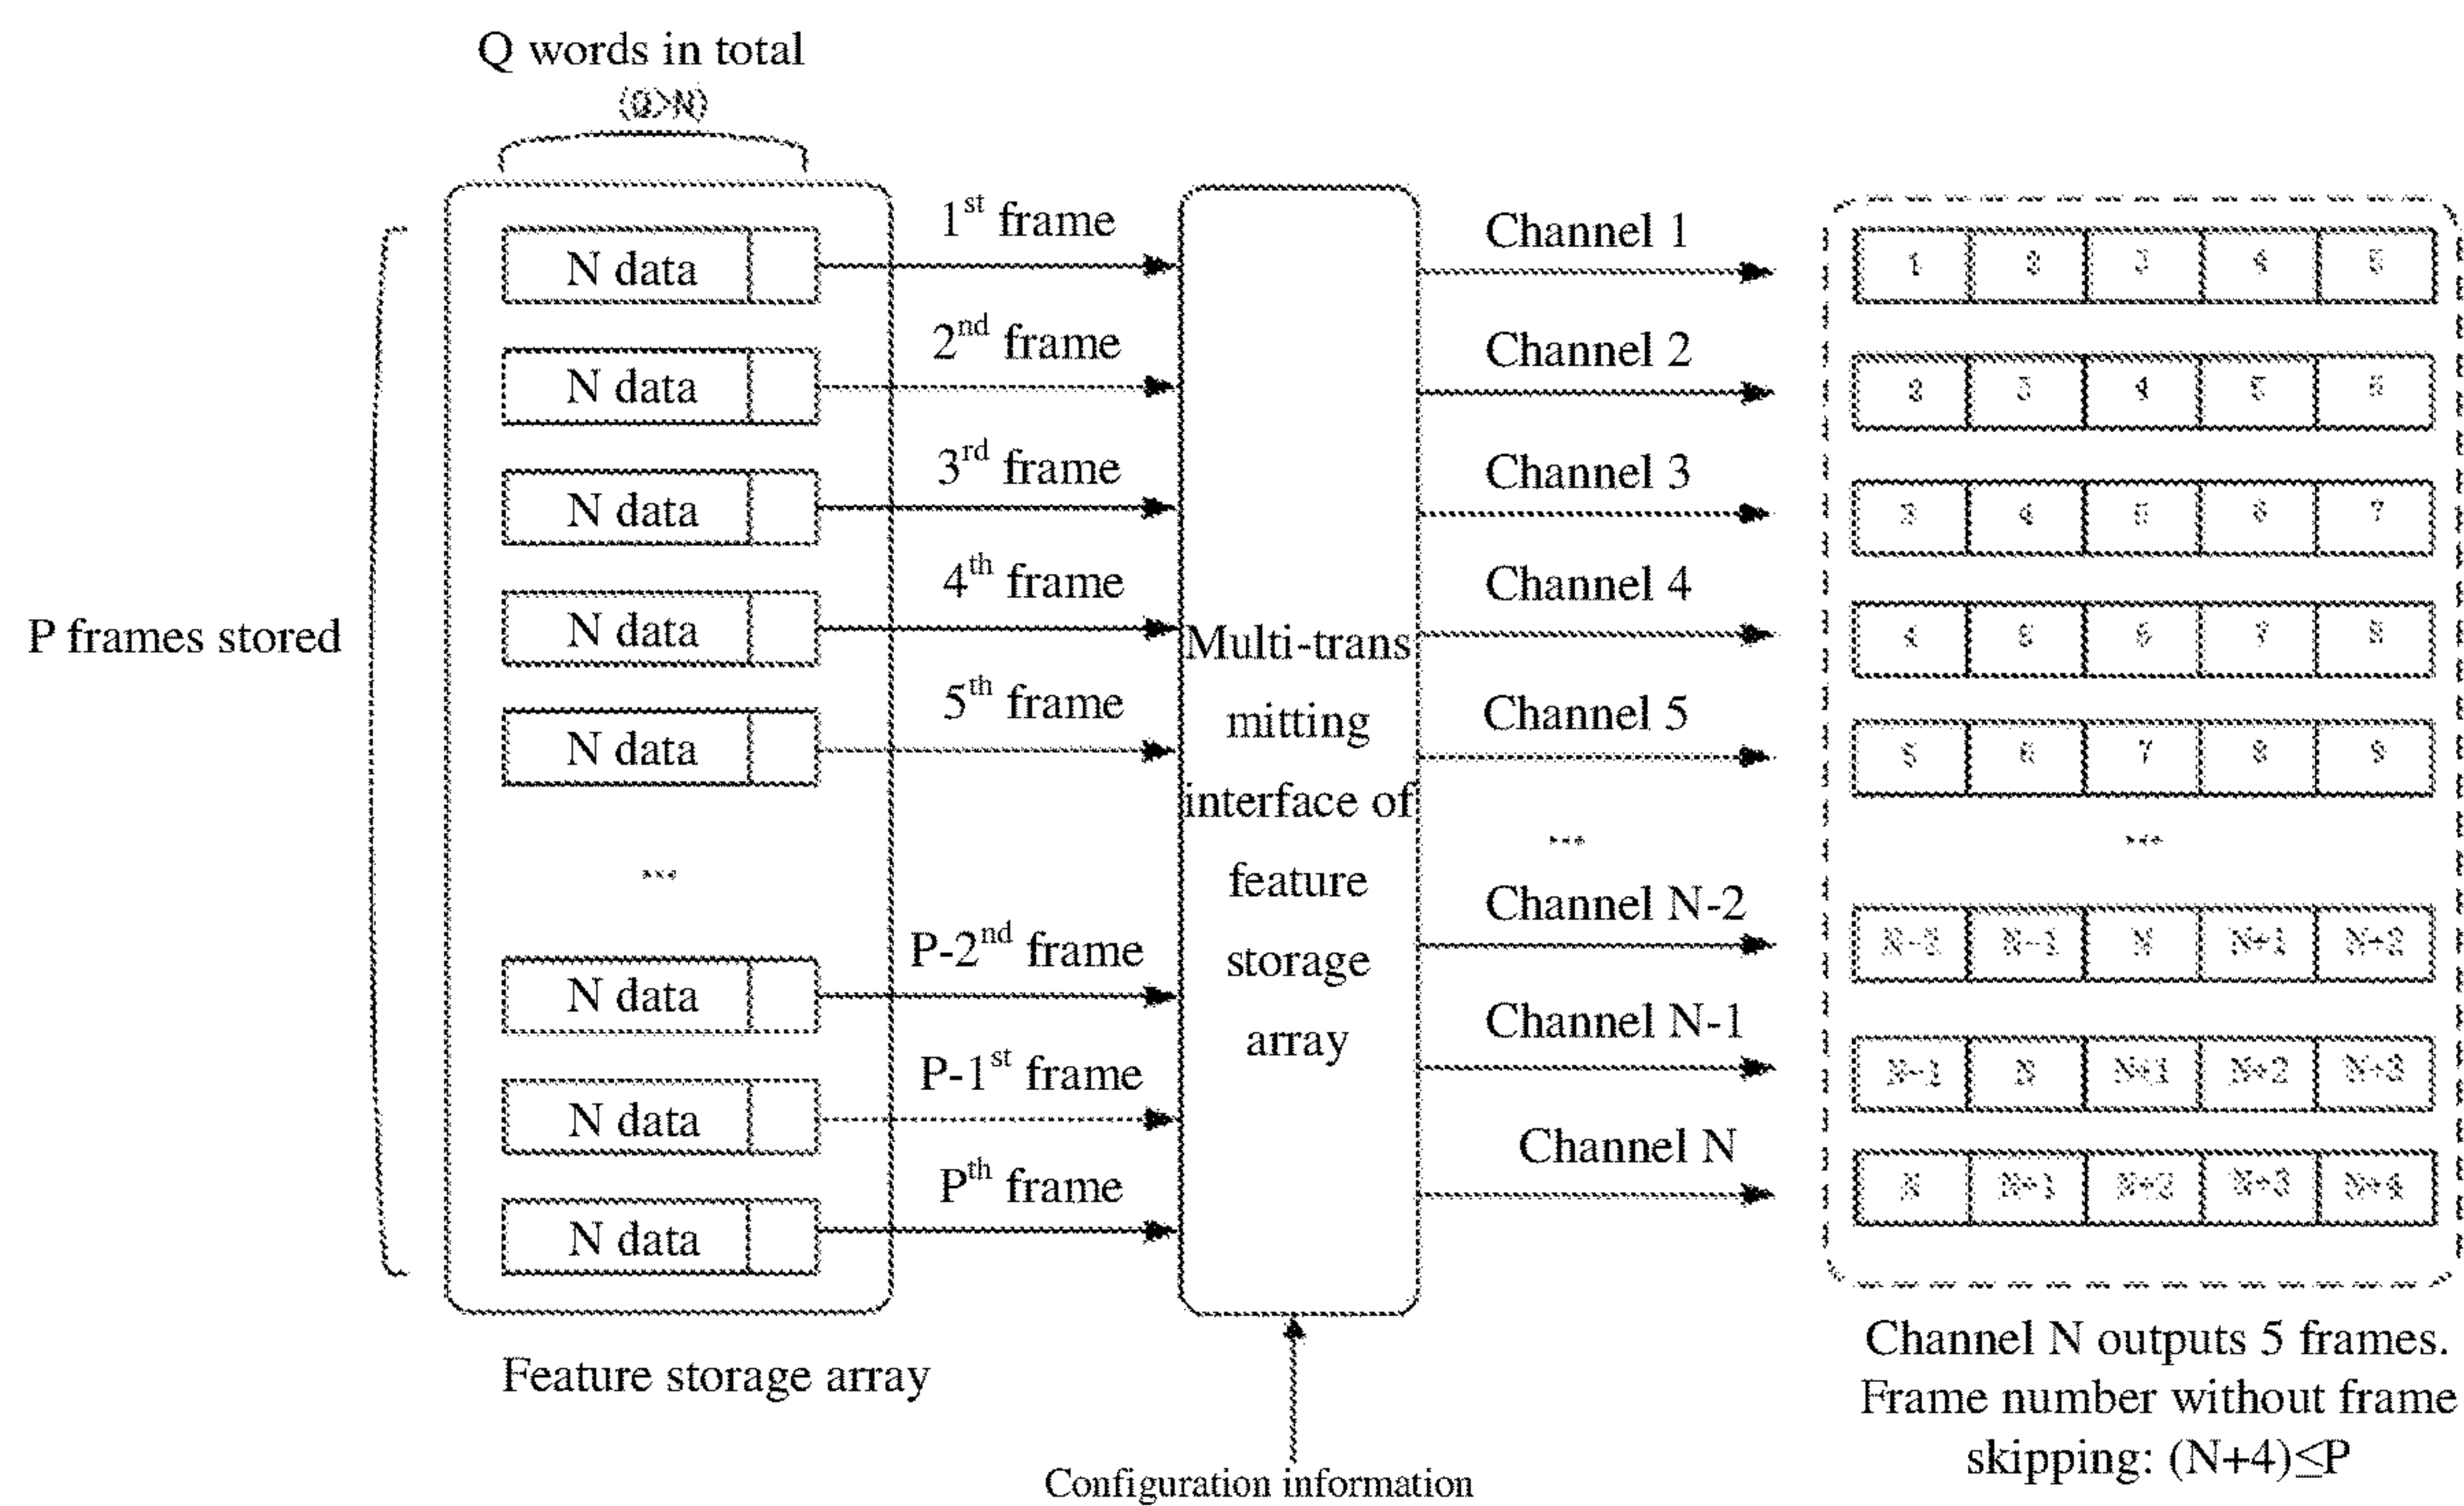 Q words in total
(Q>N)
P frames stored
N data
N data
N data
N data
N data
...
N data
N data
N data
Feature storage array
1st frame
2nd frame
3rd frame
4th frame
5th frame
P-2nd frame
P-1st frame
Pth frame
Multi-trans
mitting
interface of
feature
storage
array
Configuration information
Channel 1
Channel 2
Channel 3
Channel 4
Channel 5
...
Channel N-2
Channel N-1
Channel N
1 2 3 4 5
2 3 4 5 6
3 4 5 6 7
4 5 6 7 8
5 6 7 8 9
...
N-2 N-1 N N+1 N+2
N-1 N N+1 N+2 N+3
N N+1 N+2 N+3 N+4
Channel N outputs 5 frames.
Frame number without frame
skipping: (N+4)≤P